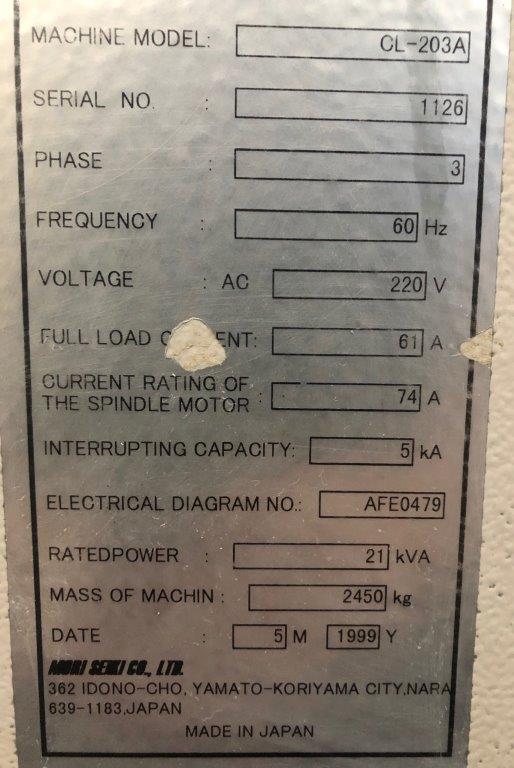 MACHINE MODEL: CL-203A
SERIAL NO. : 1126
PHASE : 3
FREQUENCY : 60 Hz
VOLTAGE : AC 220 V
FULL LOAD ENT: 61 A
CURRENT RATING OF
THE SPINDLE MOTOR : 74 A
INTERRUPTING CAPACITY: 5 kA
ELECTRICAL DIAGRAM NO.: AFE0479
RATEDPOWER : 21 kVA
MASS OF MACHIN : 2450 kg
DATE : 5 M 1999 Y
MORI SEIKI CO., LTD.
362 IDONO-CHO, YAMATO-KORIYAMA CITY,NARA
639-1183,JAPAN
MADE IN JAPAN